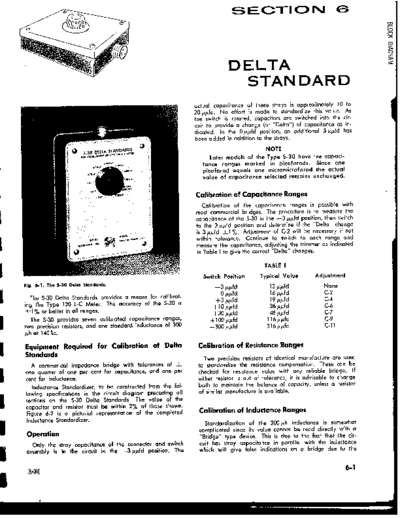 SECTION 6
BLOCK DIAGRAM
DELTA
STANDARD
S-30 DELTA STANDARDS
Fig. 6-1. The S-30 Delta Standards.
The S-30 Delta Standards provides a means for calibrat-
ing the Type 130 L-C Meter. The accuracy of the S-30 is
±1% or better in all ranges.
The S-30 provides seven calibrated capacitance ranges,
two precision resistors, and one standard inductance of 300
μh at 140 kc.
Equipment Required for Calibration of Delta
Standards
A commercial impedance bridge with tolerances of ±
one quarter of one per cent for capacitance, and one per
cent for inductance.
Inductance Standardizer, to be constructed from the fol-
lowing specifications in the circuit diagram preceding all
sections on the S-30 Delta Standards. The value of the
capacitor and resistor must be within 2% of those shown.
Figure 6-2 is a pictorial representation of the completed
Inductance Standardizer.
Operation
Only the stray capacitance of the connector and switch
assembly is in the circuit in the —3 μμfd position. The
S-30
actual capacitance of these strays is approximately 10 to
20 μμfd. No effort is made to standardize this value. As
the switch is rotated, capacitors are switched into the cir-
cuit to provide a change (or "Delta") of capacitance as in-
dicated. In the 0 μμfd position, an additional 3 μμfd has
been added in addition to the strays.
NOTE
Later models of the Type S-30 have the capaci-
tance ranges marked in picofarads. Since one
picofarad equals one micromicrofarad the actual
value of capacitance selected remains unchanged.
Calibration of Capacitance Ranges
Calibration of the capacitance ranges is possible with
most commercial bridges. The procedure is to measure the
capacitance of the S-30 in the —3 μμfd position, then switch
to the 0 μμfd position and determine if the "Delta" change
is 3 μμfd ±1%. Adjustment of C-2 will be necessary if not
within tolerance. Continue to switch to each range and
measure the capacitance, adjusting the trimmer as indicated
in Table I to give the correct "Delta" changes.
TABLE I
Switch Position Typical Value Adjustment
—3 μμfd 13 μμfd None
0 μμfd 16 μμfd C-2
+3 μμfd 19 μμfd C-4
+10 μμfd 26 μμfd C-6
+30 μμfd 46 μμfd C-7
+100 μμfd 116 μμfd C-9
+300 μμfd 316 μμfd C-11
Calibration of Resistance Ranges
Two precision resistors of identical manufacture are used
to standardize the resistance compensation. These can be
checked for resistance value with any reliable bridge. If
either resistor is out of tolerance, it is advisable to change
both to maintain the balance of capacity, unless a resistor
of similar manufacture is available.
Calibration of Inductance Ranges
Standardization of the 300 μh inductance is somewhat
complicated since its value cannot be read directly with a
"Bridge" type device. This is due to the fact that the cir-
cuit has stray capacitance in parallel with the inductance
which will give false indications on a bridge due to the
6-1